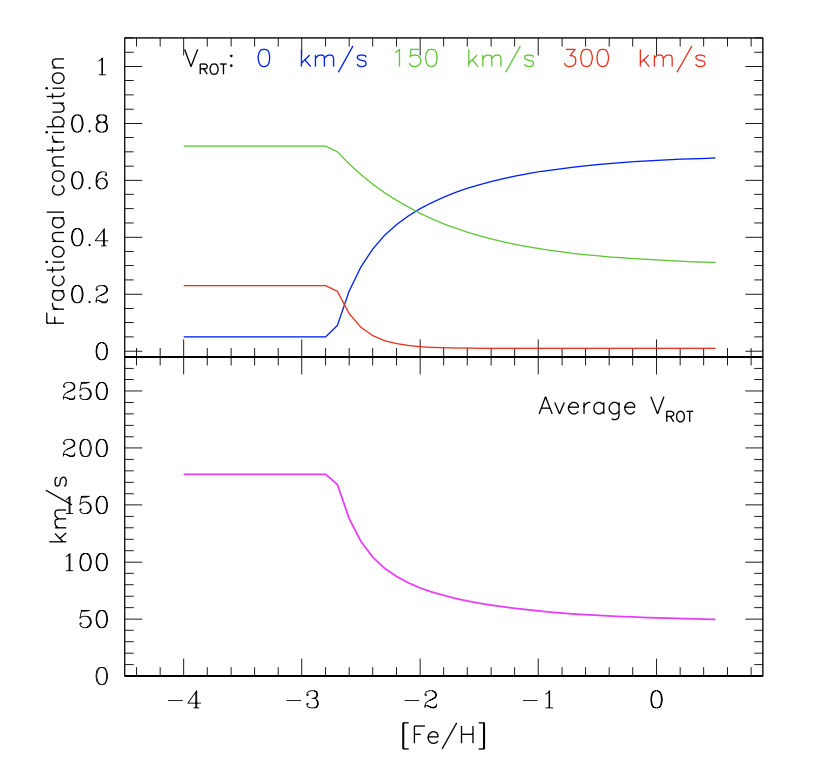 V_ROT: 0 km/s 150 km/s 300 km/s
1
0.8
0.6
0.4
0.2
0
Fractional contribution
Average V_ROT
250
200
150
100
50
0
km/s
−4 −3 −2 −1 0
[Fe/H]